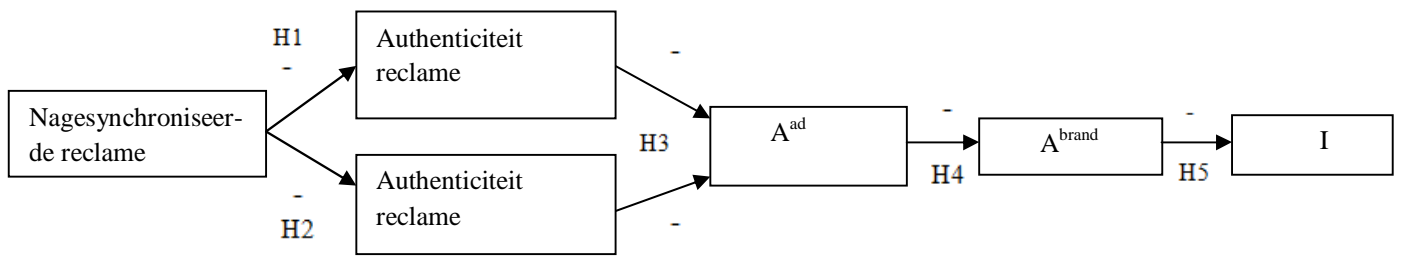 H1
-
Authenticiteit
reclame
-
Nagesynchroniseer-
de reclame
A^ad
-
A^brand
-
I
H3
H4
H5
-
H2
Authenticiteit
reclame
-